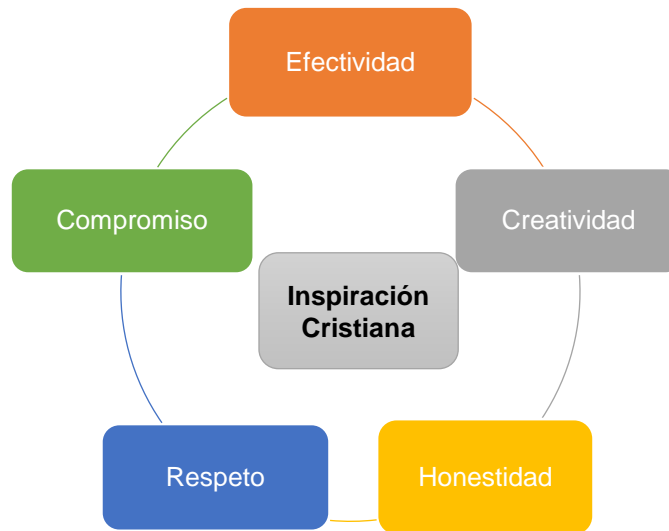 Efectividad
Compromiso
Creatividad
Inspiración
Cristiana
Respeto
Honestidad